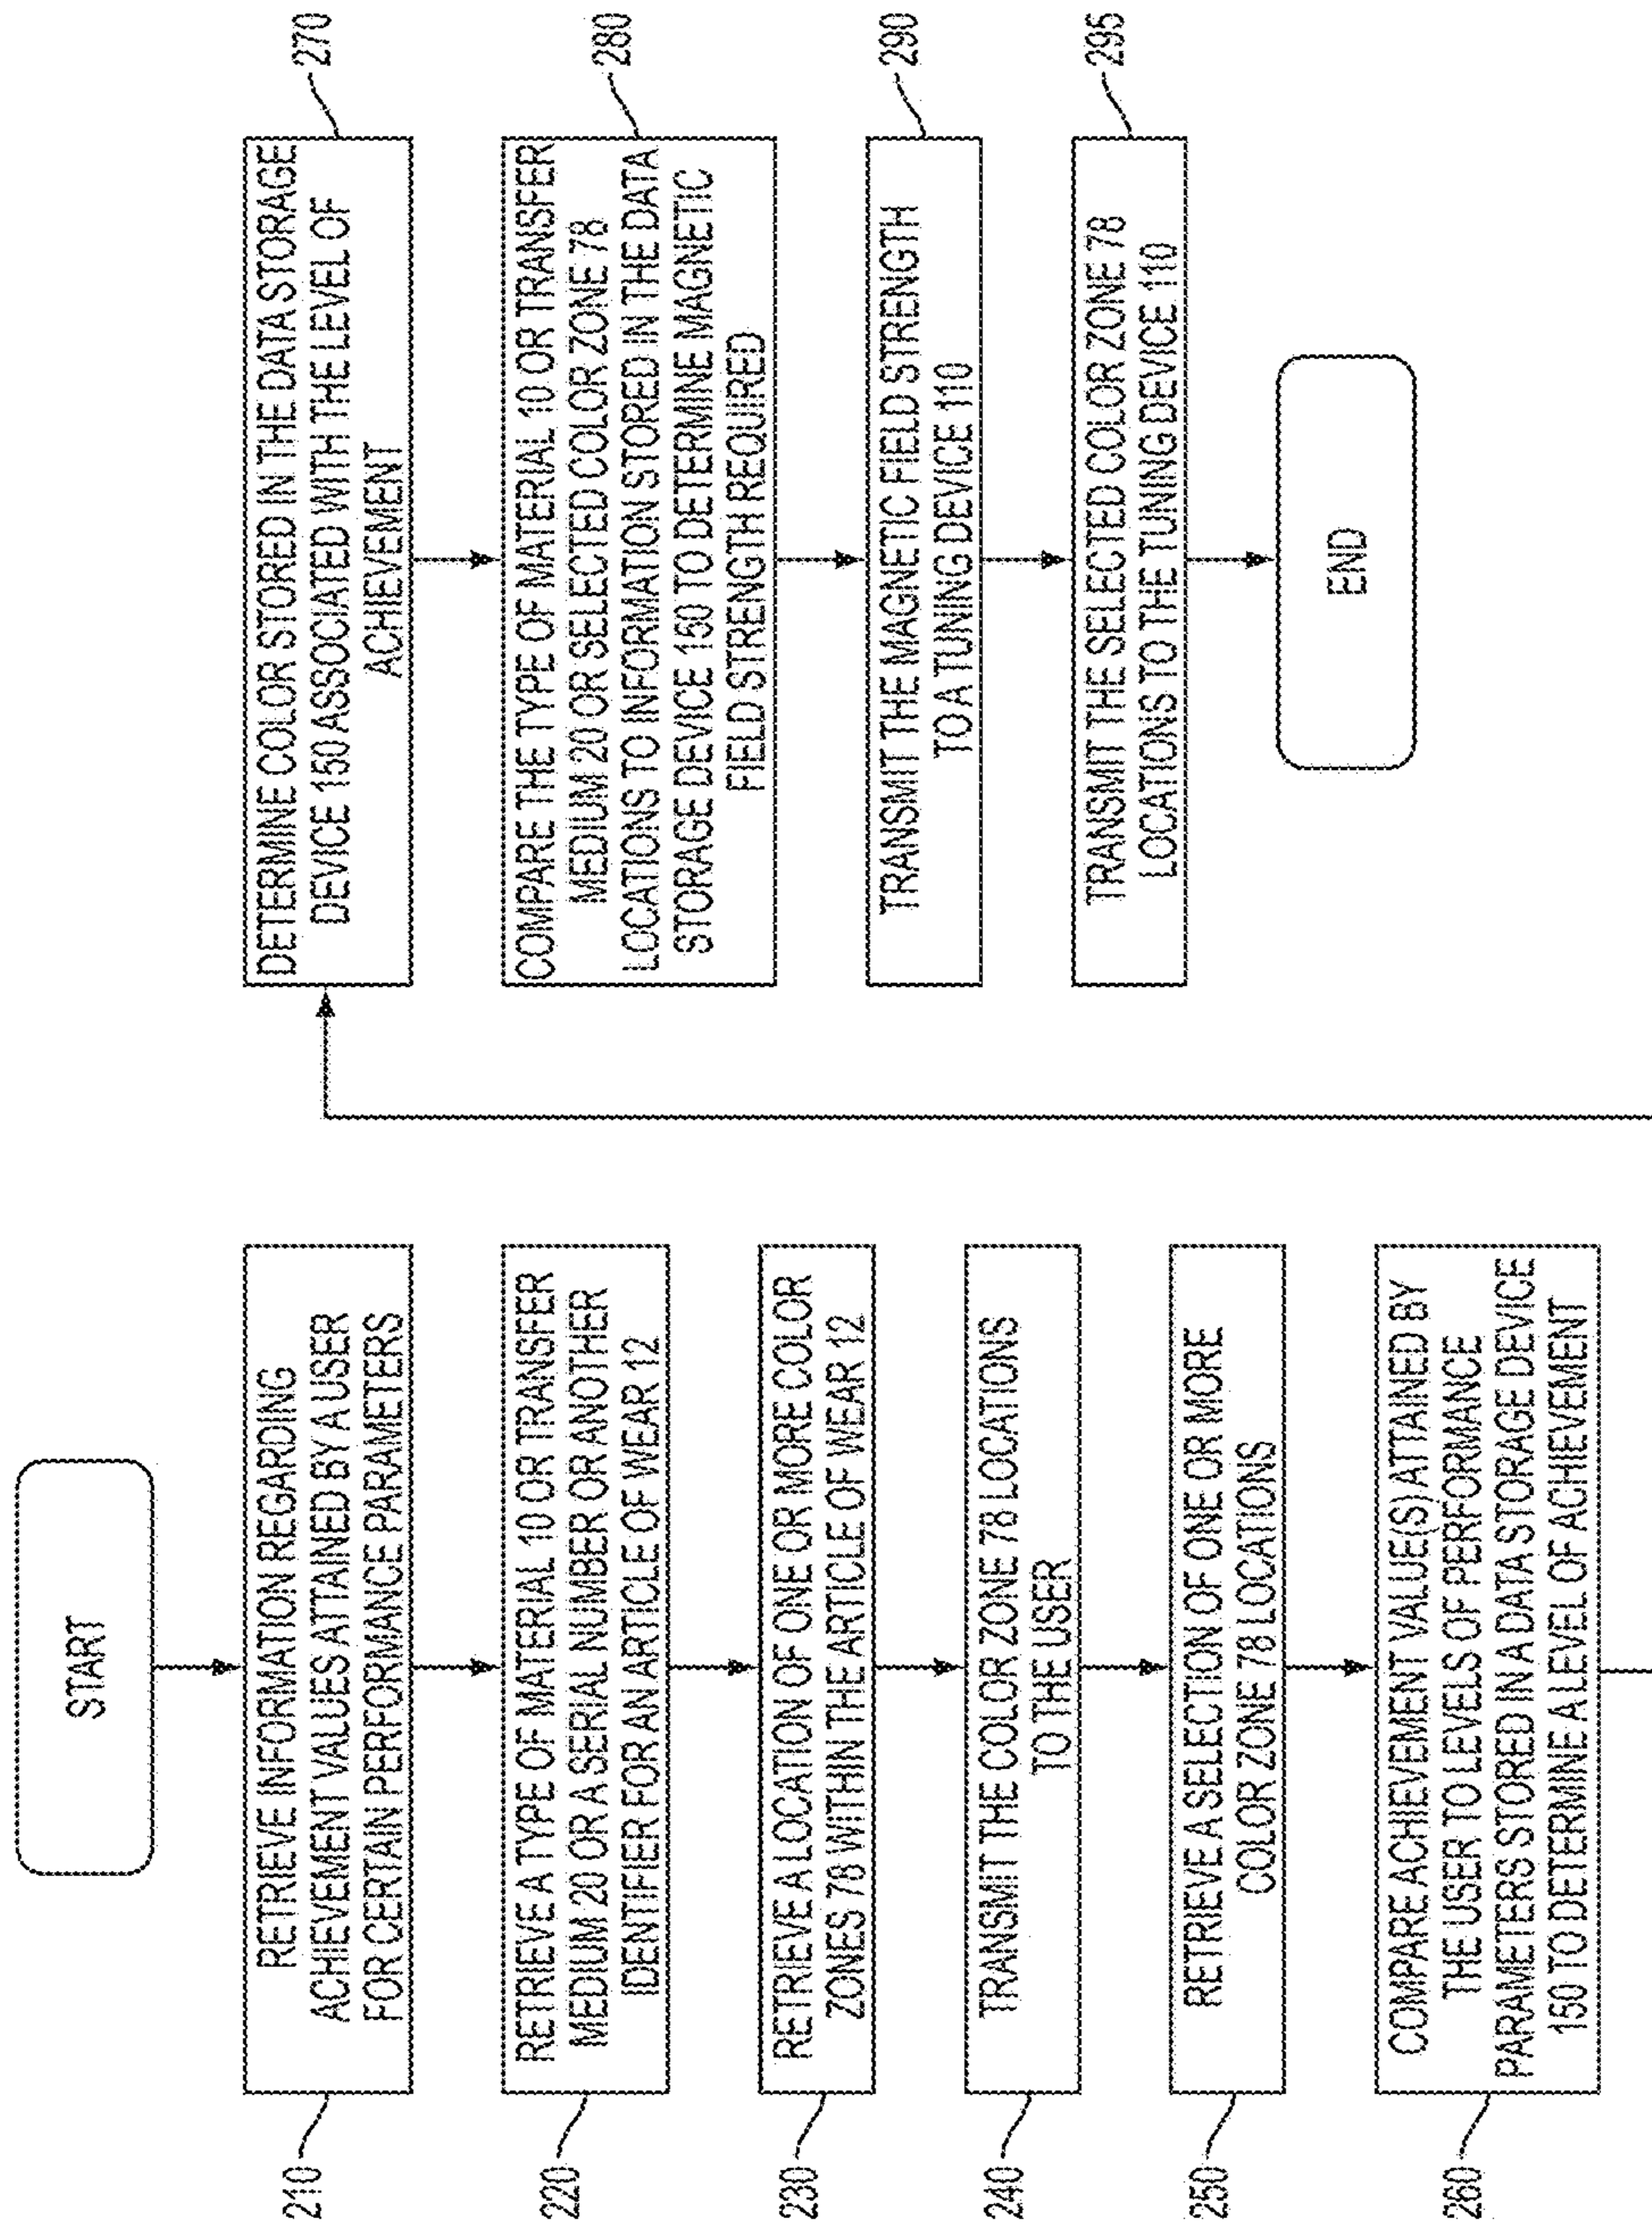 START
210
RETRIEVE INFORMATION REGARDING
ACHIEVEMENT VALUES ATTAINED BY A USER
FOR CERTAIN PERFORMANCE PARAMETERS
220
RETRIEVE A TYPE OF MATERIAL 10 OR TRANSFER
MEDIUM 20 OR A SERIAL NUMBER OR ANOTHER
IDENTIFIER FOR AN ARTICLE OF WEAR 12
230
RETRIEVE A LOCATION OF ONE OR MORE COLOR
ZONES 78 WITHIN THE ARTICLE OF WEAR 12
240
TRANSMIT THE COLOR ZONE 78 LOCATIONS
TO THE USER
250
RETRIEVE A SELECTION OF ONE OR MORE
COLOR ZONE 78 LOCATIONS
260
COMPARE ACHIEVEMENT VALUE(S) ATTAINED BY
THE USER TO LEVELS OF PERFORMANCE
PARAMETERS STORED IN A DATA STORAGE DEVICE
150 TO DETERMINE A LEVEL OF ACHIEVEMENT
270
DETERMINE COLOR STORED IN THE DATA STORAGE
DEVICE 150 ASSOCIATED WITH THE LEVEL OF
ACHIEVEMENT
280
COMPARE THE TYPE OF MATERIAL 10 OR TRANSFER
MEDIUM 20 OR SELECTED COLOR ZONE 78
LOCATIONS TO INFORMATION STORED IN THE DATA
STORAGE DEVICE 150 TO DETERMINE MAGNETIC
FIELD STRENGTH REQUIRED
290
TRANSMIT THE MAGNETIC FIELD STRENGTH
TO A TUNING DEVICE 110
295
TRANSMIT THE SELECTED COLOR ZONE 78
LOCATIONS TO THE TUNING DEVICE 110
END